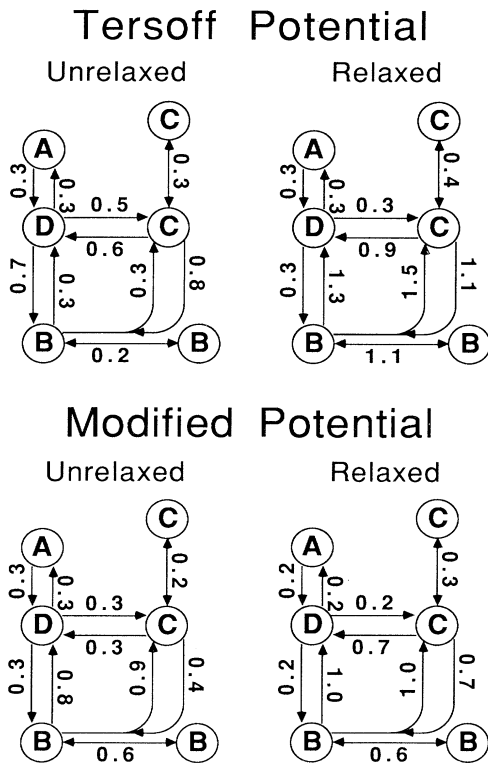 Tersoff Potential
Unrelaxed Relaxed
C C
A A
0.3 0.3 0.3 0.3 0.3 0.4
0.5 0.3
D C D C
0.6 0.9
0.7 0.3 0.3 0.8 0.3 1.3 1.5 1.1
B B B B
0.2 1.1
Modified Potential
Unrelaxed Relaxed
C C
A A
0.3 0.3 0.2 0.2 0.2 0.3
0.3 0.2
D C D C
0.3 0.7
0.3 0.8 0.9 0.4 0.2 1.0 1.0 0.7
B B B B
0.6 0.6